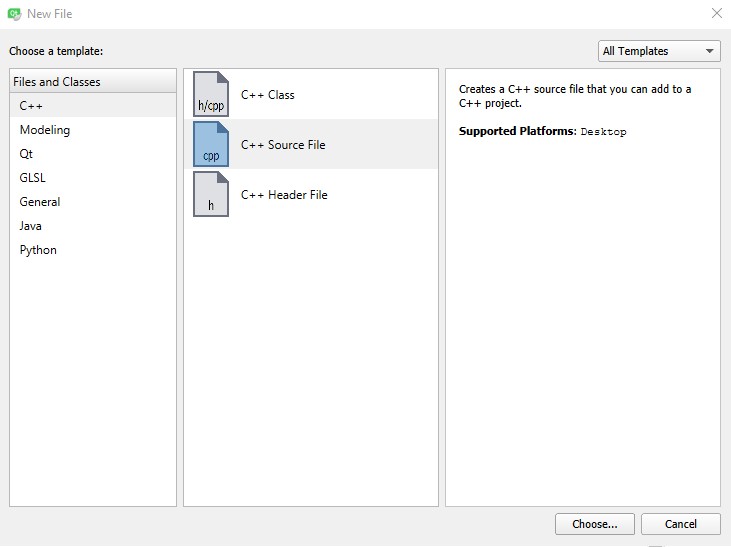 New File
Choose a template:
All Templates
Files and Classes
C++
Modeling
Qt
GLSL
General
Java
Python
h/cpp
C++ Class
cpp
C++ Source File
h
C++ Header File
Creates a C++ source file that you can add to a
C++ project.
Supported Platforms: Desktop
Choose...
Cancel